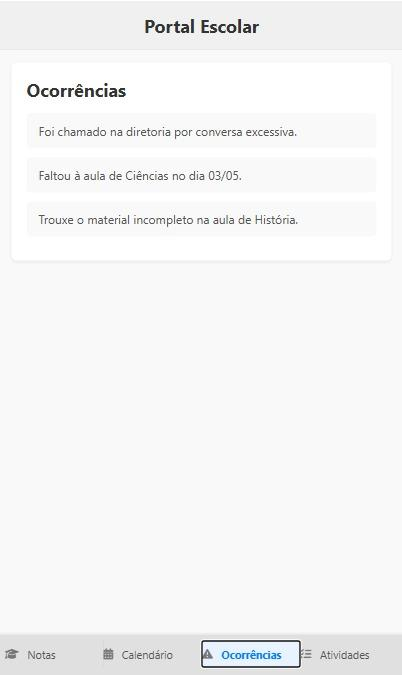 Portal Escolar
Ocorrências
Foi chamado na diretoria por conversa excessiva.
Faltou à aula de Ciências no dia 03/05.
Trouxe o material incompleto na aula de História.
Notas
Calendário
Ocorrências
Atividades